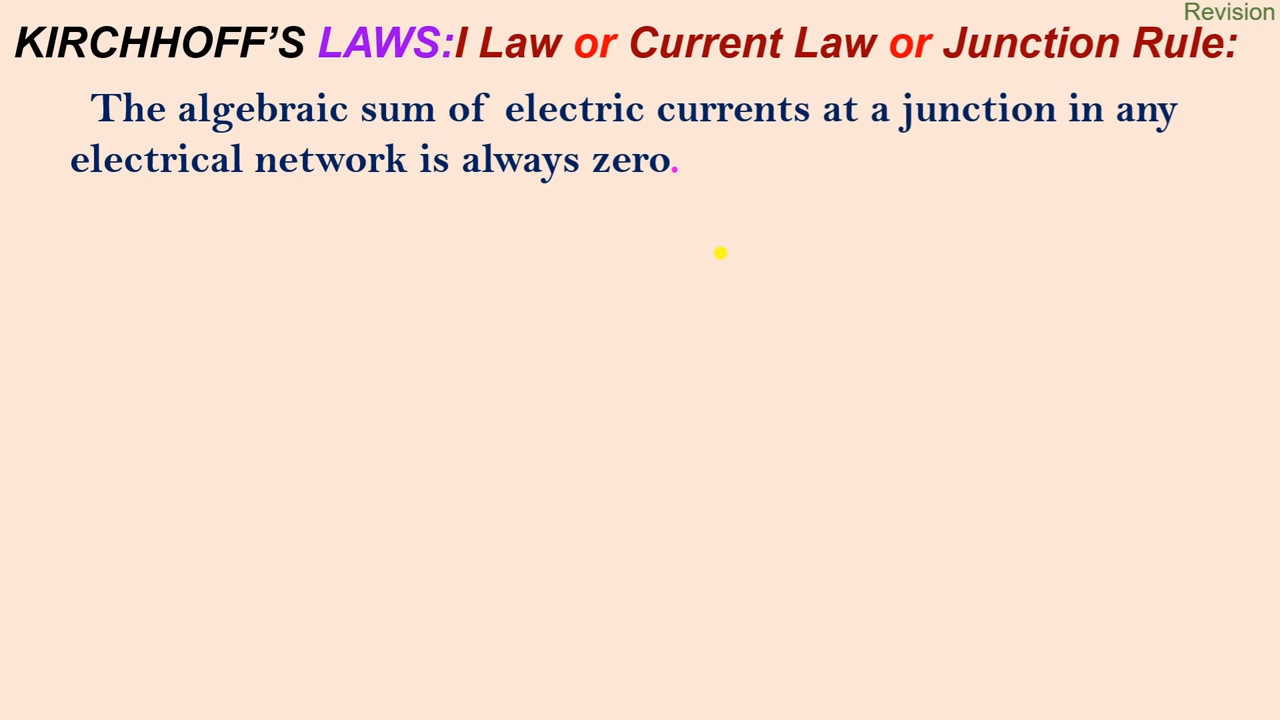 Revision
KIRCHHOFF’S LAWS:I Law or Current Law or Junction Rule:
The algebraic sum of electric currents at a junction in any
electrical network is always zero.